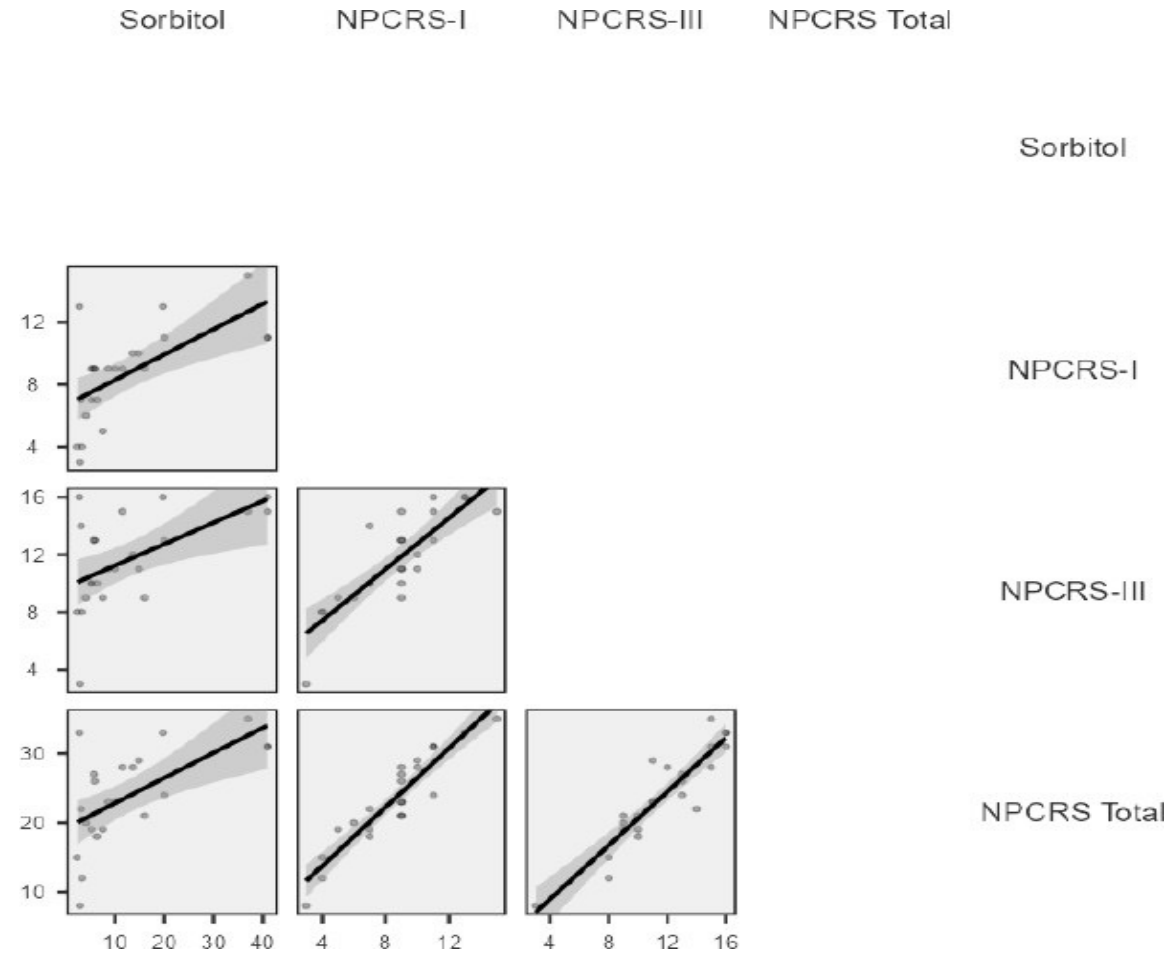 Sorbitol NPCRS-I NPCRS-III NPCRS Total
Sorbitol
12
8
4
NPCRS-I
16
12
8
4
NPCRS-III
30
20
10
NPCRS Total
10 20 30 40 4 8 12 4 8 12 16